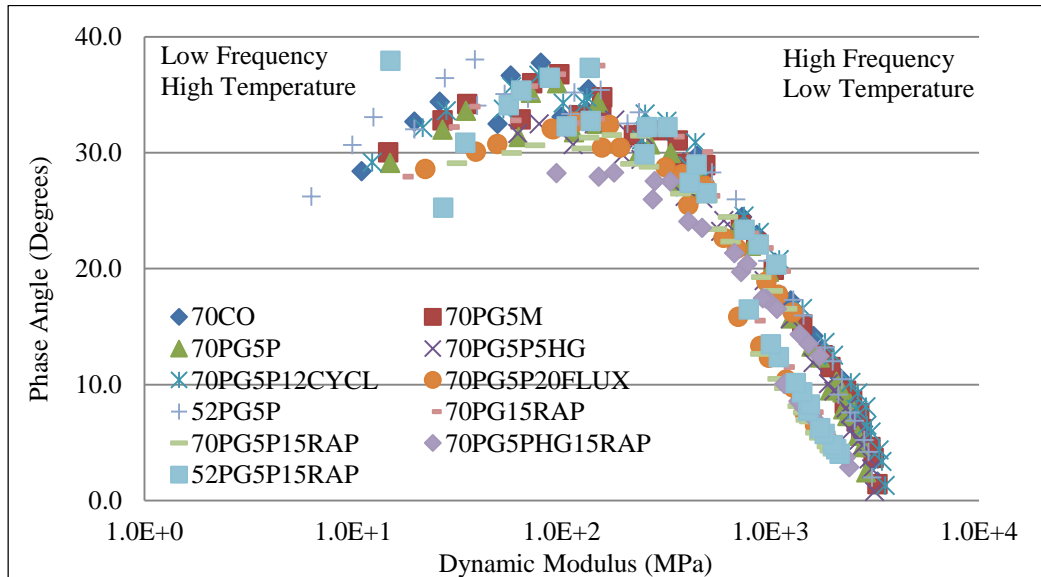 40.0
Low Frequency
High Temperature
High Frequency
Low Temperature
30.0
20.0
10.0
0.0
Phase Angle (Degrees)
70CO
70PG5M
70PG5P
70PG5P5HG
70PG5P12CYCL
70PG5P20FLUX
52PG5P
70PG15RAP
70PG5P15RAP
70PG5PHG15RAP
52PG5P15RAP
1.0E+0
1.0E+1
1.0E+2
1.0E+3
1.0E+4
Dynamic Modulus (MPa)